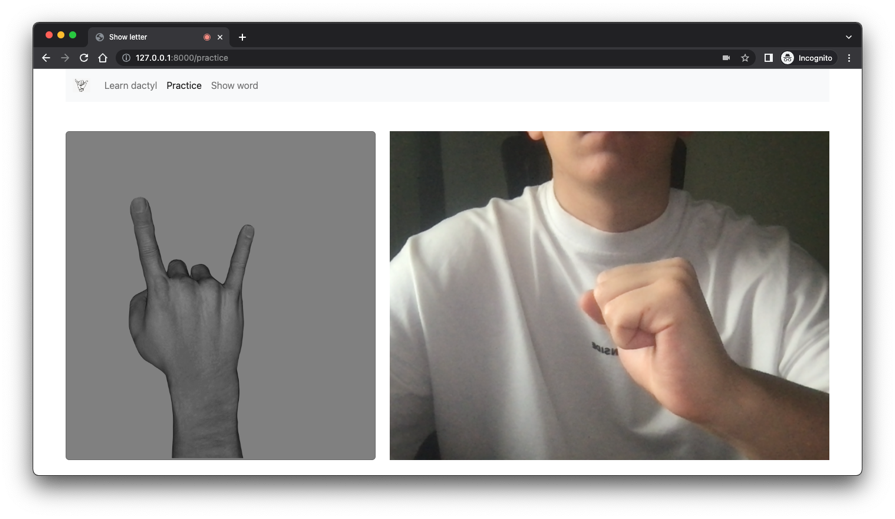 Show letter
127.0.0.1:8000/practice
Incognito
Learn dactyl Practice Show word